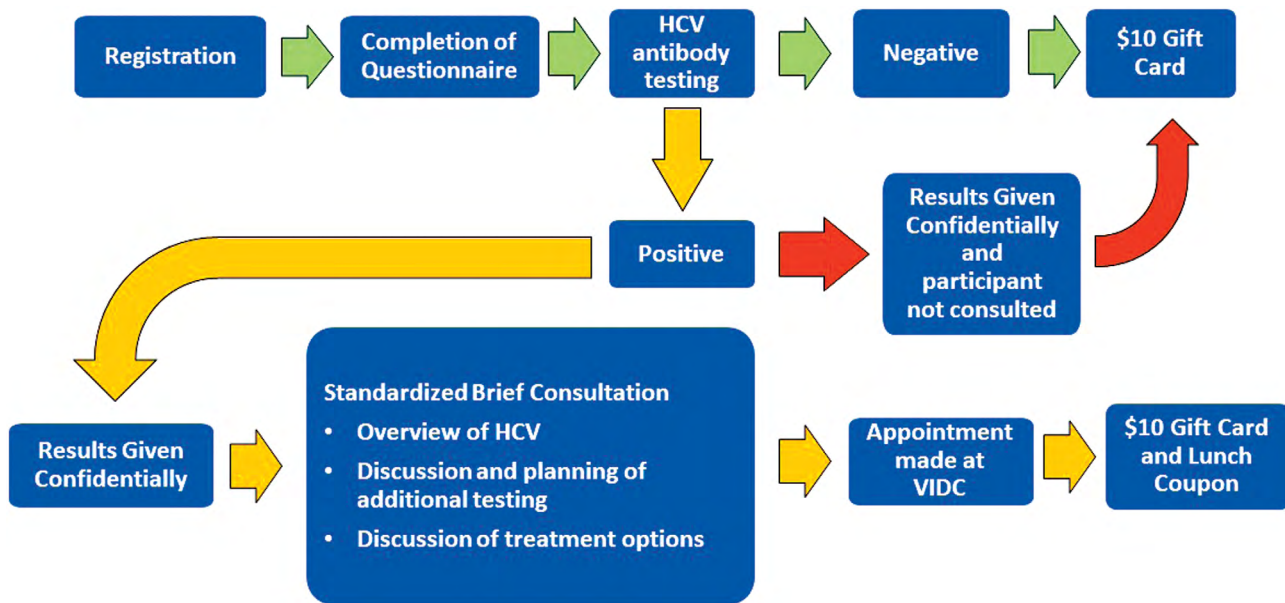 Registration
Completion of
Questionnaire
HCV
antibody
testing
Negative
$10 Gift
Card
Positive
Results Given
Confidentially
and
participant
not consulted
Results Given
Confidentially
Standardized Brief Consultation
• Overview of HCV
• Discussion and planning of
additional testing
• Discussion of treatment options
Appointment
made at
VIDC
$10 Gift Card
and Lunch
Coupon